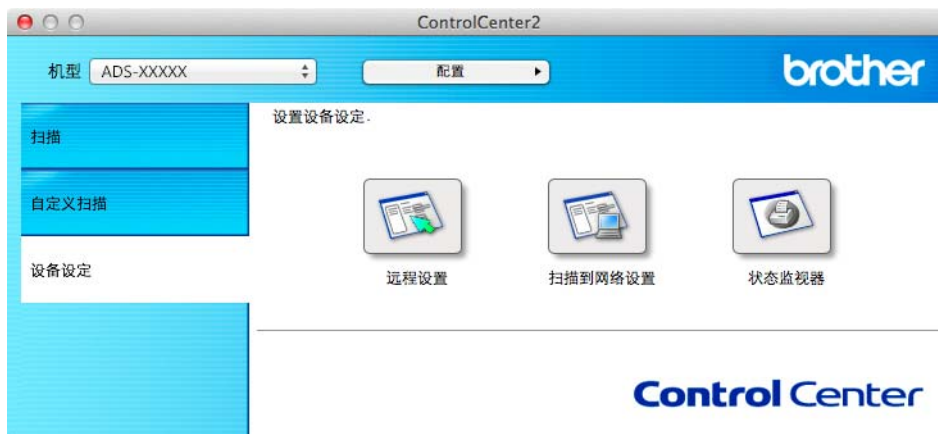 ControlCenter2
机型 ADS-XXXXX 配置 brother
设置设备设定.
扫描
自定义扫描
设备设定
远程设置 扫描到网络设置 状态监视器
Control Center